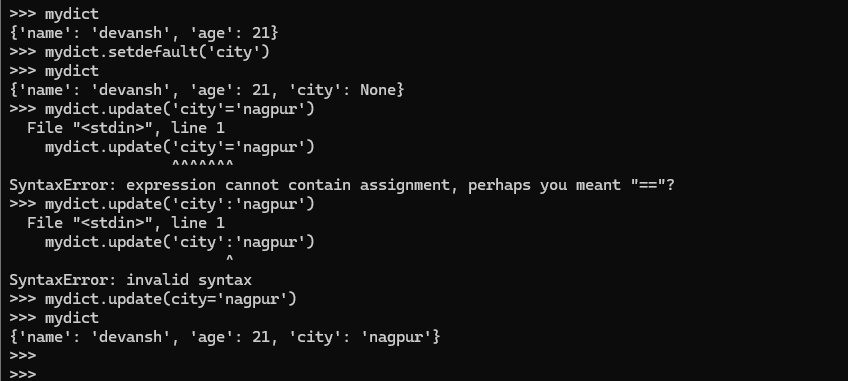 >>> mydict
{'name': 'devansh', 'age': 21}
>>> mydict.setdefault('city')
>>> mydict
{'name': 'devansh', 'age': 21, 'city': None}
>>> mydict.update('city'='nagpur')
  File "<stdin>", line 1
    mydict.update('city'='nagpur')
                  ^^^^^^^
SyntaxError: expression cannot contain assignment, perhaps you meant "=="?
>>> mydict.update('city':'nagpur')
  File "<stdin>", line 1
    mydict.update('city':'nagpur')
                        ^
SyntaxError: invalid syntax
>>> mydict.update(city='nagpur')
>>> mydict
{'name': 'devansh', 'age': 21, 'city': 'nagpur'}
>>>
>>>